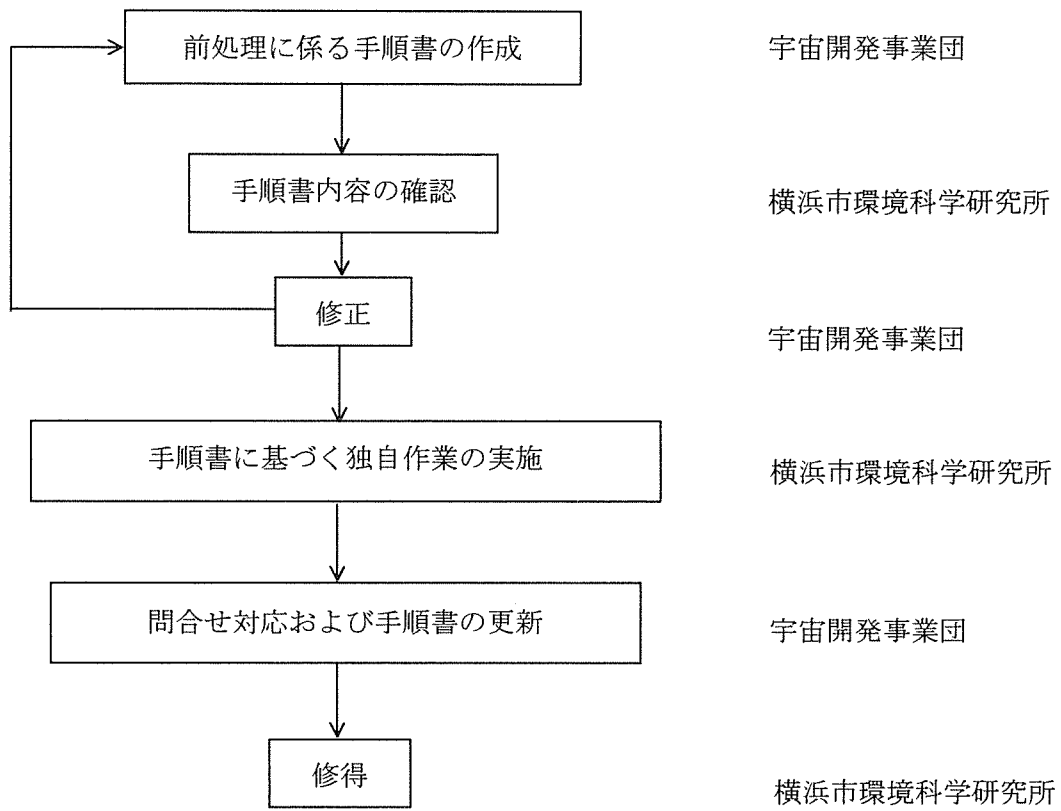 前処理に係る手順書の作成
宇宙開発事業団
手順書内容の確認
横浜市環境科学研究所
修正
宇宙開発事業団
手順書に基づく独自作業の実施
横浜市環境科学研究所
問合せ対応および手順書の更新
宇宙開発事業団
修得
横浜市環境科学研究所